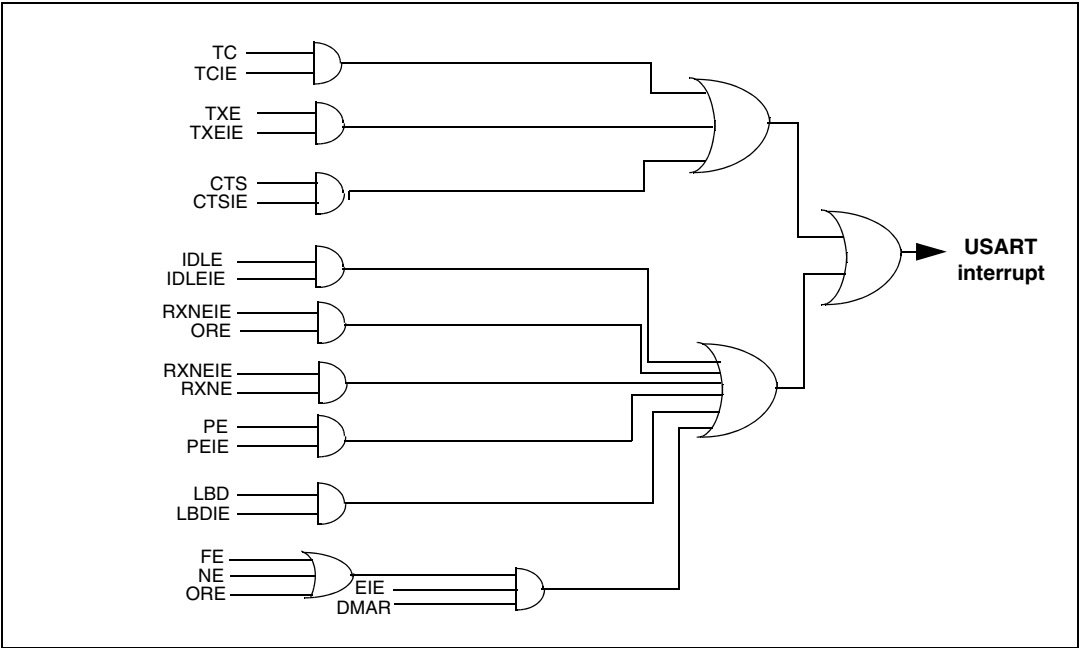 TC
TCIE
TXE
TXEIE
CTS
CTSIE
IDLE
IDLEIE
RXNEIE
ORE
RXNEIE
RXNE
PE
PEIE
LBD
LBDIE
FE
NE
ORE
EIE
DMAR
USART
interrupt